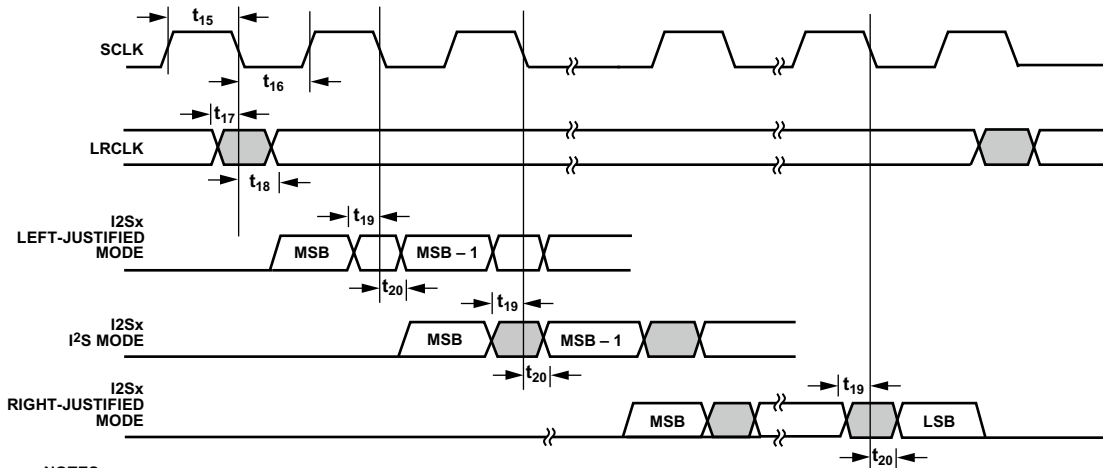 t15
SCLK
t16
t17
LRCLK
t18
I2Sx
LEFT-JUSTIFIED
MODE
t19
MSB
MSB – 1
t20
I2Sx
I²S MODE
t19
MSB
MSB – 1
t20
I2Sx
RIGHT-JUSTIFIED
MODE
t19
MSB
LSB
t20